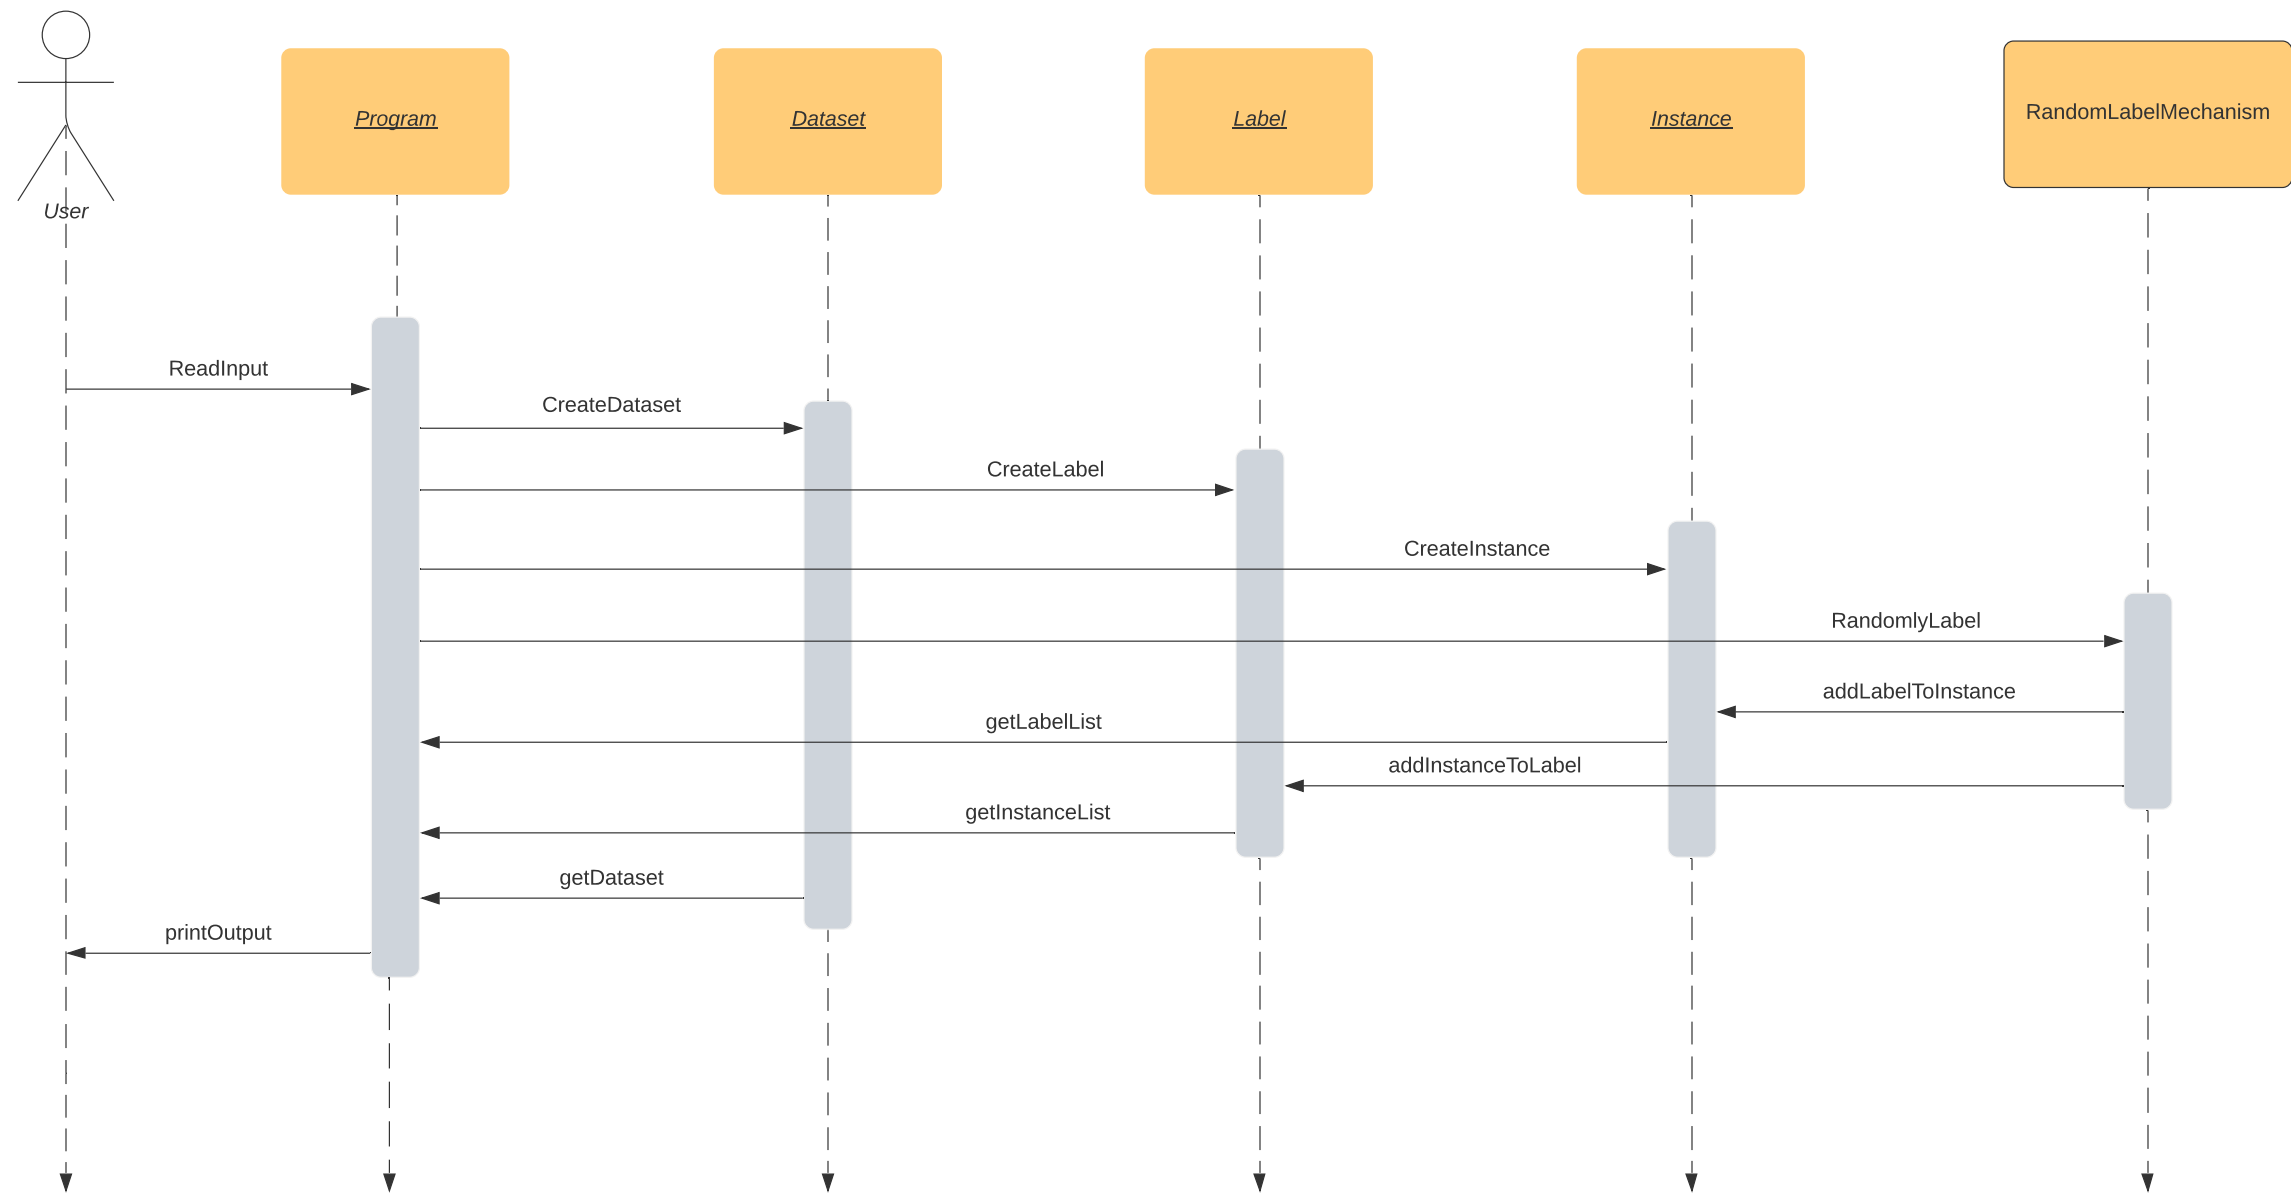 User
Program
Dataset
Label
Instance
RandomLabelMechanism
ReadInput
CreateDataset
CreateLabel
CreateInstance
RandomlyLabel
addLabelToInstance
getLabelList
addInstanceToLabel
getInstanceList
getDataset
printOutput